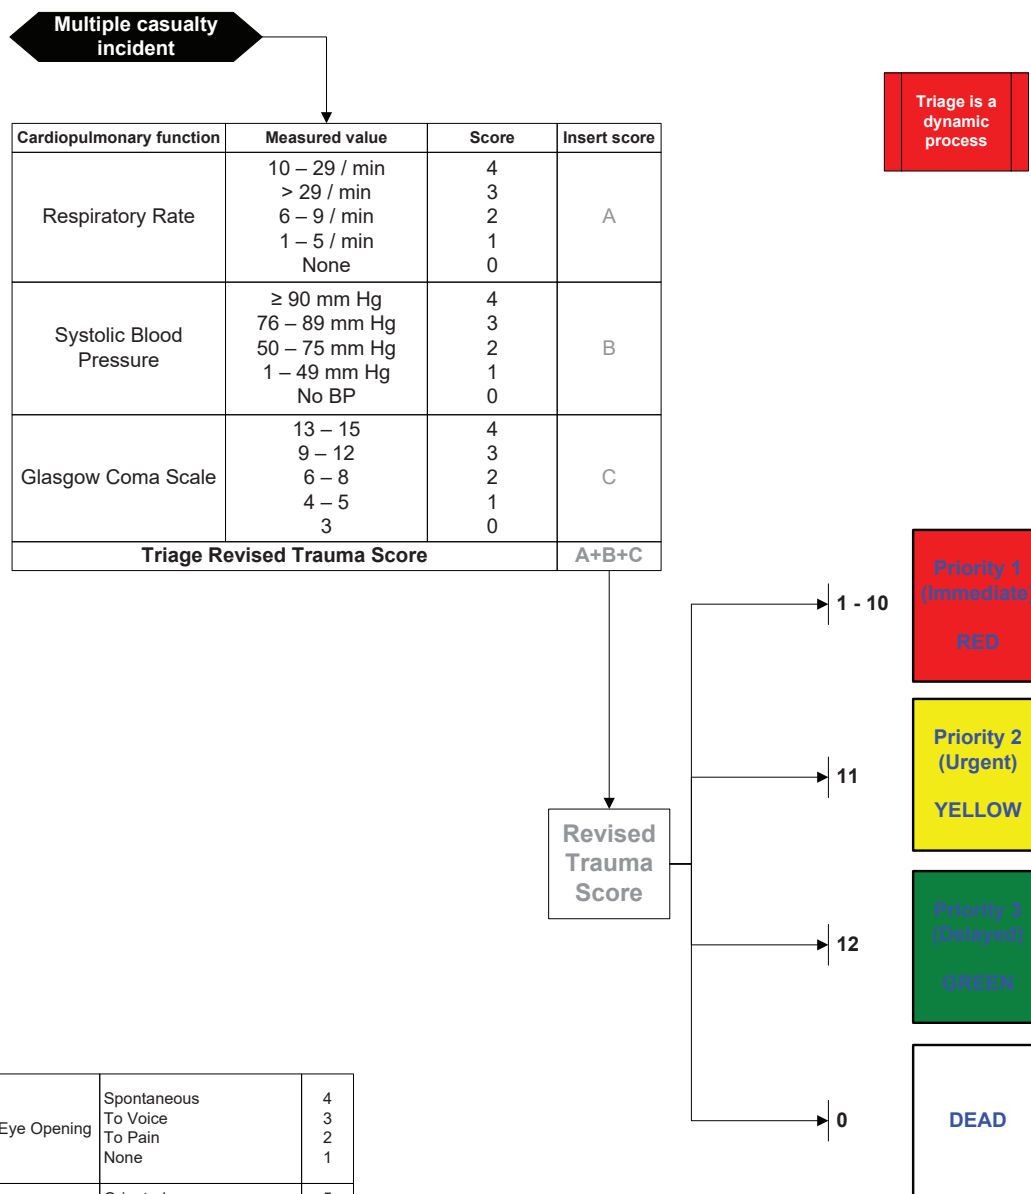 Multiple casualty
incident
Triage is a
dynamic
process
Cardiopulmonary function Measured value Score Insert score
Respiratory Rate
10 – 29 / min 4
> 29 / min 3
6 – 9 / min 2
1 – 5 / min 1
None 0
A
Systolic Blood
Pressure
≥ 90 mm Hg 4
76 – 89 mm Hg 3
50 – 75 mm Hg 2
1 – 49 mm Hg 1
No BP 0
B
Glasgow Coma Scale
13 – 15 4
9 – 12 3
6 – 8 2
4 – 5 1
3 0
C
Triage Revised Trauma Score A+B+C
Revised
Trauma
Score
1 - 10
Priority 1
(Immediate
RED
11
Priority 2
(Urgent)
YELLOW
12
Priority 3
(Delayed)
GREEN
0
DEAD
Eye Opening
Spontaneous 4
To Voice 3
To Pain 2
None 1